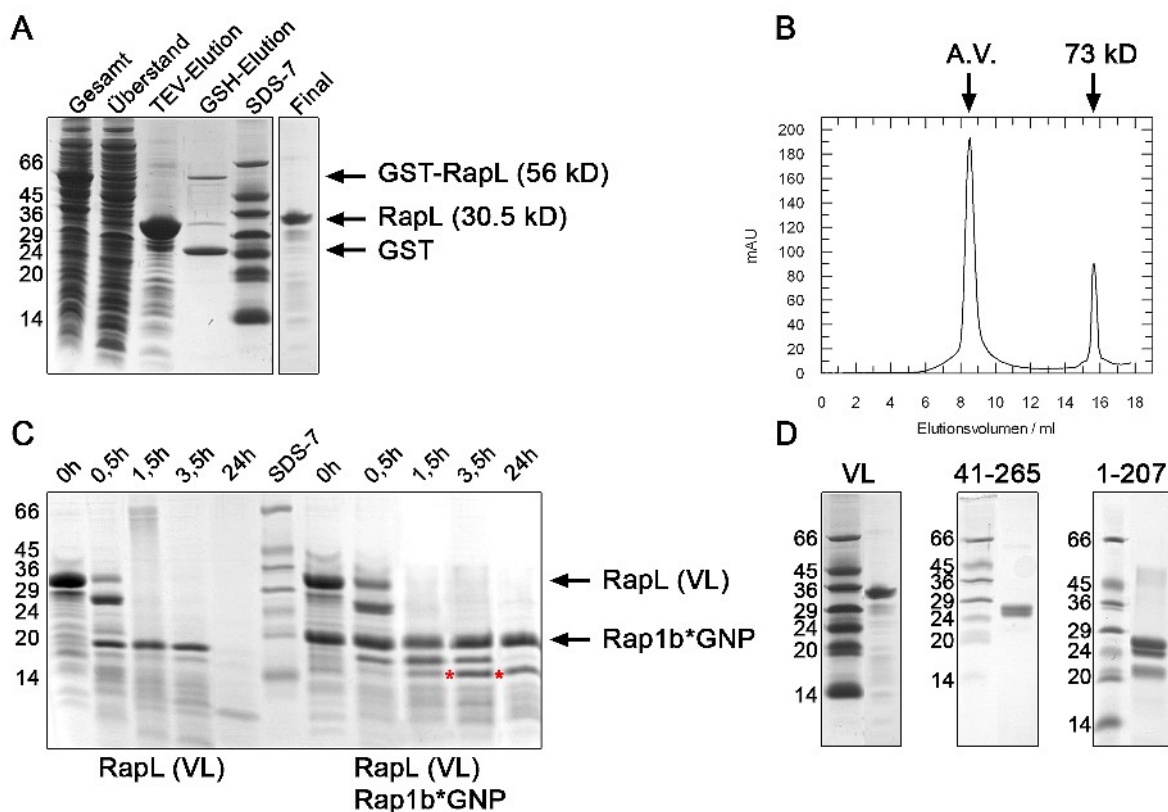 A
Gesamt
Überstand
TEV-Elution
GSH-Elution
SDS-7
Final
66
45
36
29
24
20
14
GST-RapL (56 kD)
RapL (30.5 kD)
GST
B
A.V.
73 kD
200
180
160
140
120
100
80
60
40
20
0
mAU
0 2 4 6 8 10 12 14 16 18
Elutionsvolumen / ml
C
0h
0,5h
1,5h
3,5h
24h
SDS-7
0h
0,5h
1,5h
3,5h
24h
66
45
36
29
24
20
14
RapL (VL)
Rap1b*GNP
* *
RapL (VL)
RapL (VL)
Rap1b*GNP
D
VL
66
45
36
29
24
20
14
41-265
66
45
36
29
24
20
14
1-207
66
45
36
29
24
20
14